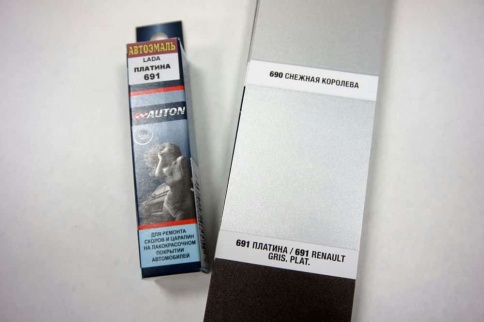 АВТОЭМАЛЬ
LADA
ПЛАТИНА
691
AUTON
ДЛЯ РЕМОНТА
СКОЛОВ И ЦАРАПИН
НА ЛАКОКРАСОЧНОМ
ПОКРЫТИИ
АВТОМОБИЛЕЙ
690 СНЕЖНАЯ КОРОЛЕВА
691 ПЛАТИНА / 691 RENAULT
GRIS. PLAT.